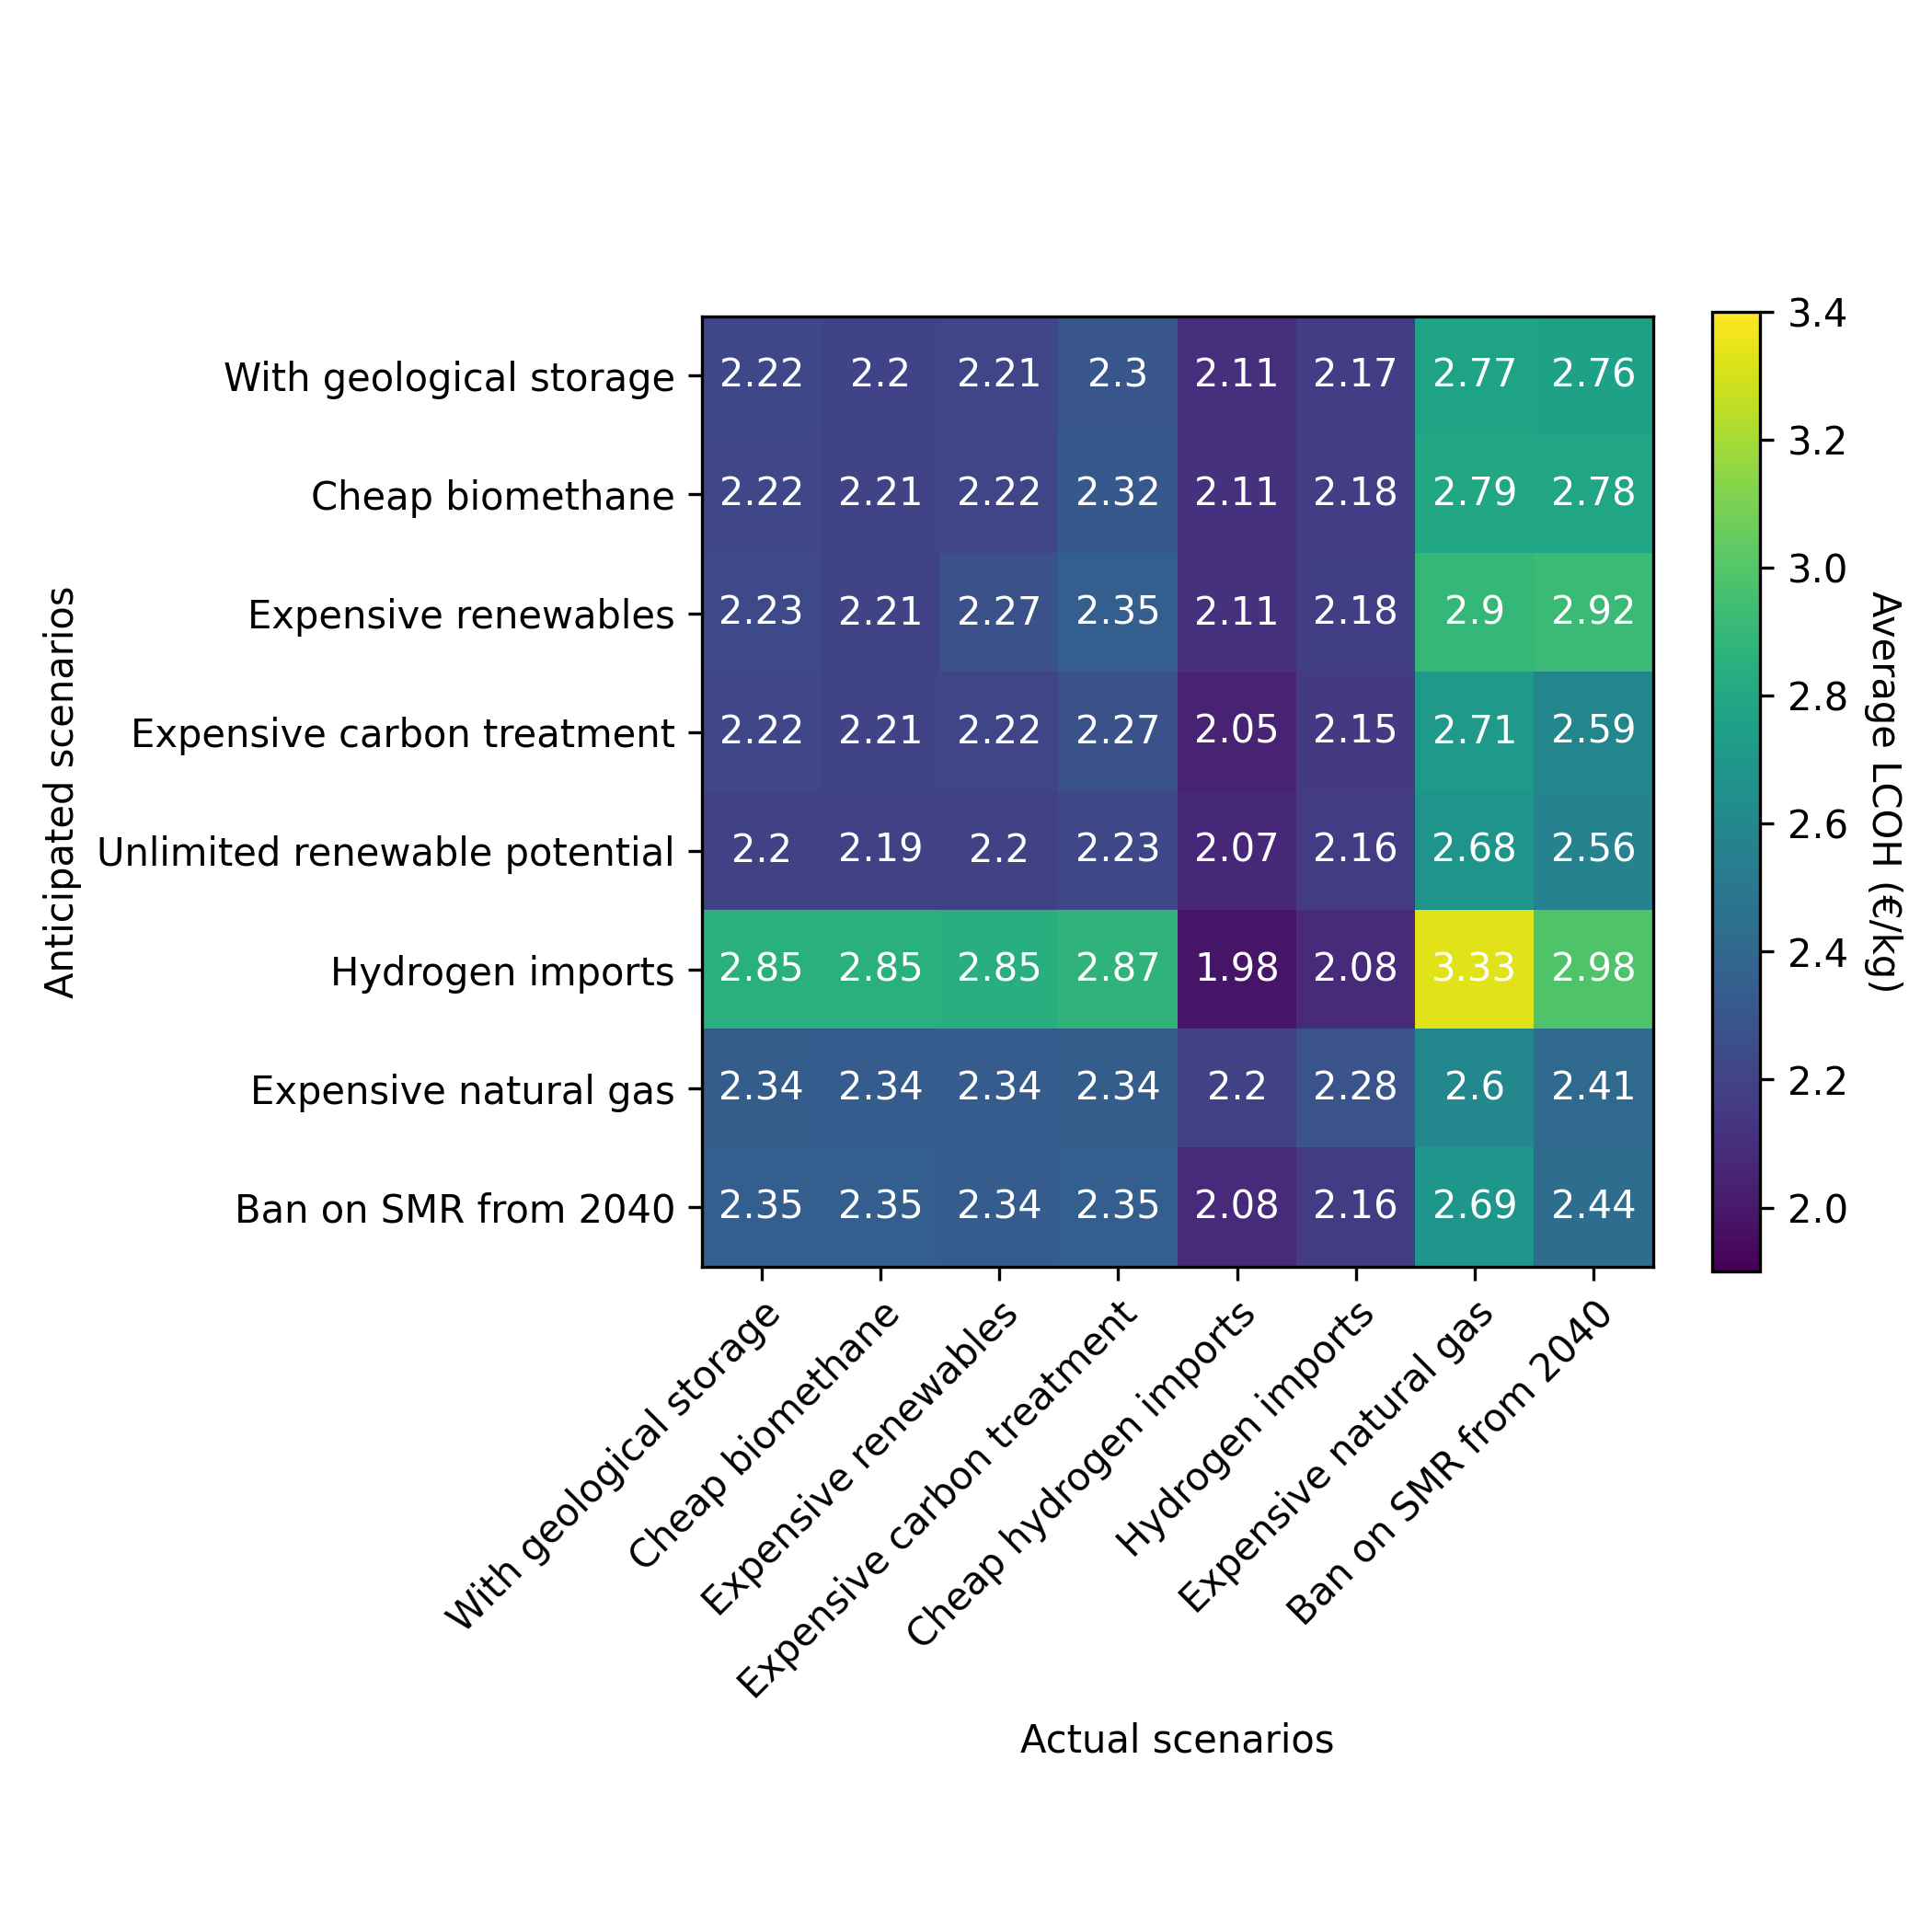 Anticipated scenarios
With geological storage 2.22 2.2 2.21 2.3 2.11 2.17 2.77 2.76
Cheap biomethane 2.22 2.21 2.22 2.32 2.11 2.18 2.79 2.78
Expensive renewables 2.23 2.21 2.27 2.35 2.11 2.18 2.9 2.92
Expensive carbon treatment 2.22 2.21 2.22 2.27 2.05 2.15 2.71 2.59
Unlimited renewable potential 2.2 2.19 2.2 2.23 2.07 2.16 2.68 2.56
Hydrogen imports 2.85 2.85 2.85 2.87 1.98 2.08 3.33 2.98
Expensive natural gas 2.34 2.34 2.34 2.34 2.2 2.28 2.6 2.41
Ban on SMR from 2040 2.35 2.35 2.34 2.35 2.08 2.16 2.69 2.44
With geological storage
Cheap biomethane
Expensive renewables
Expensive carbon treatment
Cheap hydrogen imports
Hydrogen imports
Expensive natural gas
Ban on SMR from 2040
Actual scenarios
3.4
3.2
3.0
2.8
2.6
2.4
2.2
2.0
Average LCOH (€/kg)